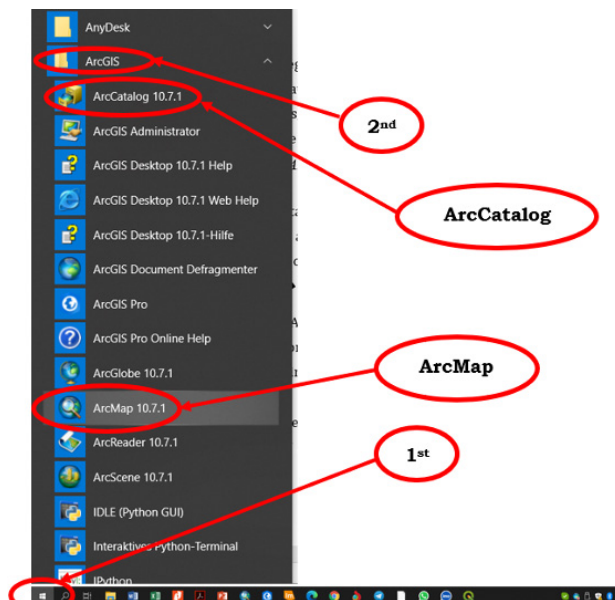 AnyDesk
ArcGIS
ArcCatalog 10.7.1
ArcGIS Administrator
2nd
ArcGIS Desktop 10.7.1 Help
ArcGIS Desktop 10.7.1 Web Help
ArcCatalog
ArcGIS Desktop 10.7.1-Hilfe
ArcGIS Document Defragmenter
ArcGIS Pro
ArcGIS Pro Online Help
ArcGlobe 10.7.1
ArcMap
ArcMap 10.7.1
ArcReader 10.7.1
1st
ArcScene 10.7.1
IDLE (Python GUI)
Interaktives Python-Terminal
IPython